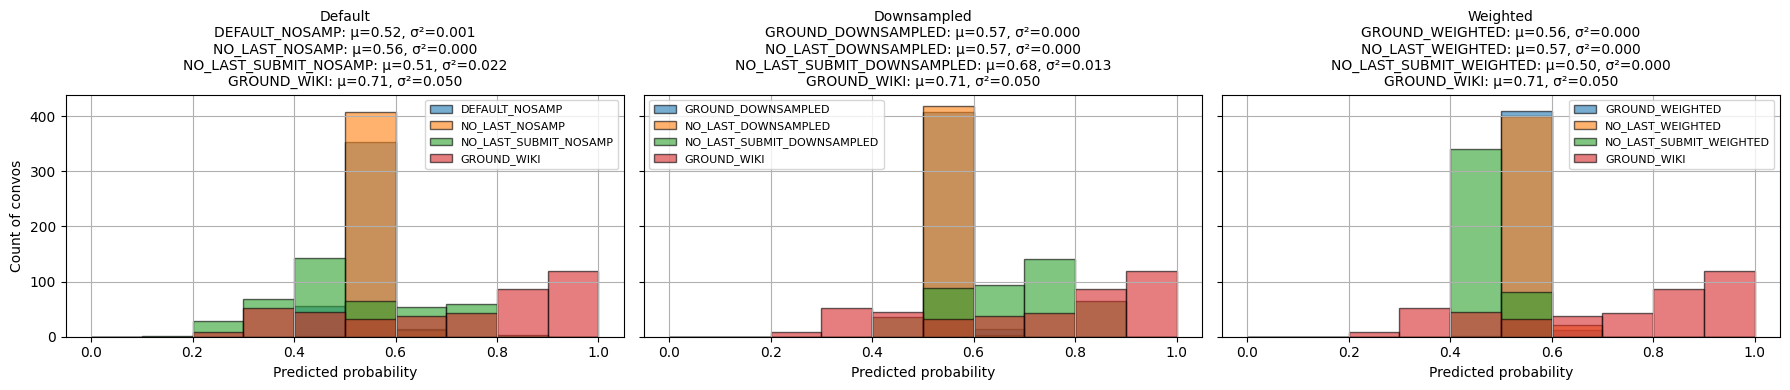 Default
DEFAULT_NOSAMP: μ=0.52, σ²=0.001
NO_LAST_NOSAMP: μ=0.56, σ²=0.000
NO_LAST_SUBMIT_NOSAMP: μ=0.51, σ²=0.022
GROUND_WIKI: μ=0.71, σ²=0.050
DEFAULT_NOSAMP
NO_LAST_NOSAMP
NO_LAST_SUBMIT_NOSAMP
GROUND_WIKI
Count of convos
400
300
200
100
0
0.0 0.2 0.4 0.6 0.8 1.0
Predicted probability
Downsampled
GROUND_DOWNSAMPLED: μ=0.57, σ²=0.000
NO_LAST_DOWNSAMPLED: μ=0.57, σ²=0.000
NO_LAST_SUBMIT_DOWNSAMPLED: μ=0.68, σ²=0.013
GROUND_WIKI: μ=0.71, σ²=0.050
GROUND_DOWNSAMPLED
NO_LAST_DOWNSAMPLED
NO_LAST_SUBMIT_DOWNSAMPLED
GROUND_WIKI
0.0 0.2 0.4 0.6 0.8 1.0
Predicted probability
Weighted
GROUND_WEIGHTED: μ=0.56, σ²=0.000
NO_LAST_WEIGHTED: μ=0.57, σ²=0.000
NO_LAST_SUBMIT_WEIGHTED: μ=0.50, σ²=0.000
GROUND_WIKI: μ=0.71, σ²=0.050
GROUND_WEIGHTED
NO_LAST_WEIGHTED
NO_LAST_SUBMIT_WEIGHTED
GROUND_WIKI
0.0 0.2 0.4 0.6 0.8 1.0
Predicted probability